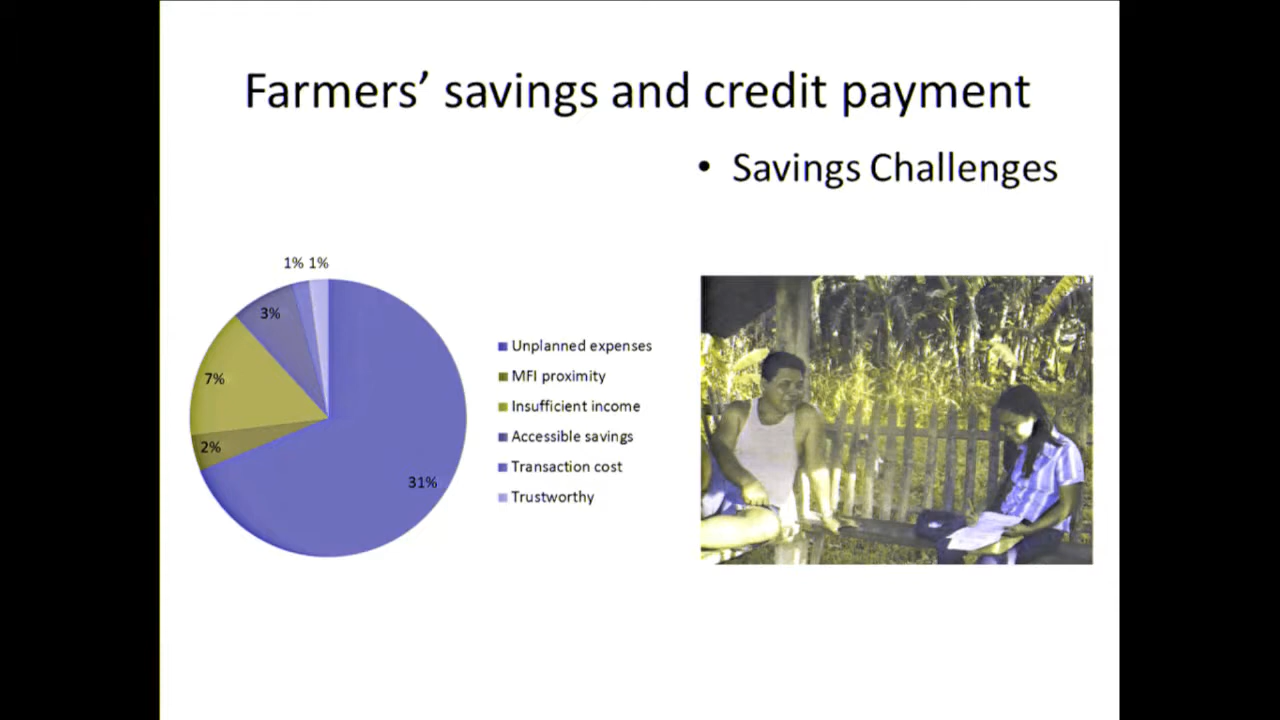 Farmers’ savings and credit payment
• Savings Challenges
1% 1%
3%
7%
2%
31%
Unplanned expenses
MFI proximity
Insufficient income
Accessible savings
Transaction cost
Trustworthy